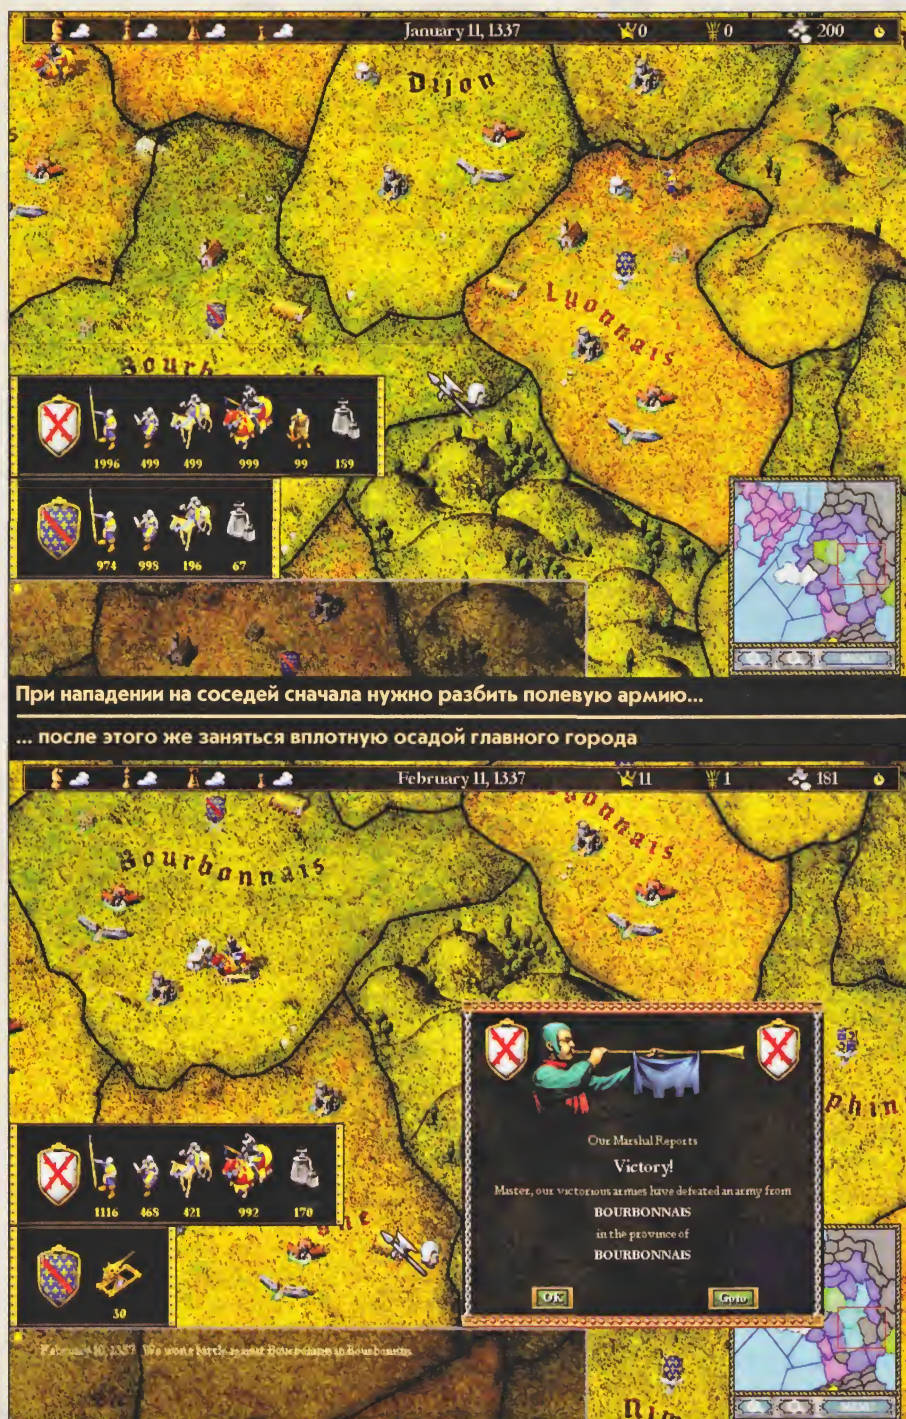 January 11, 1337 0 0 200
Dijon
Lyonnais
1996 499 499 999 99 189
974 998 196 67
При нападении на соседей сначала нужно разбить полевую армию...
... после этого же заняться вплотную осадой главного города
February 11, 1337 11 1 181
Bourbonnais
Our Marshal Reports
Victory!
Master, our victorious armies have defeated an army from
BOURBONNAIS
in the province of
BOURBONNAIS
OK Goto
1116 468 421 992 170
30